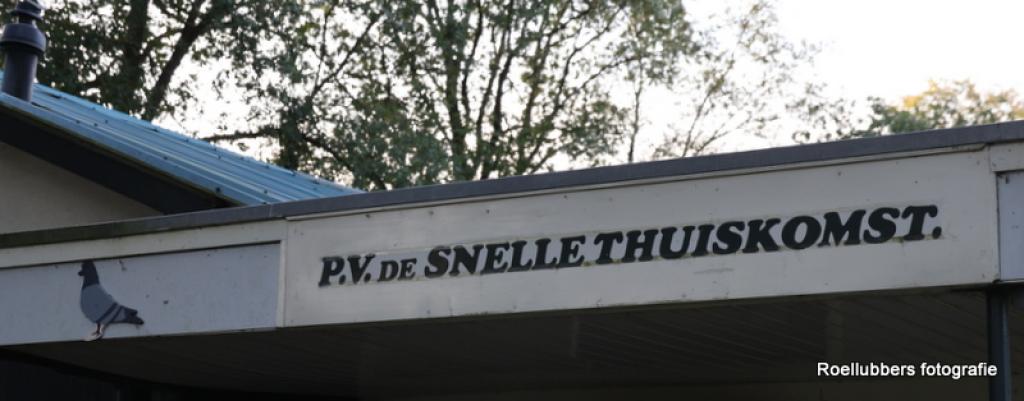 P.V. DE SNELLE THUISKOMST.
Roellubbers fotografie